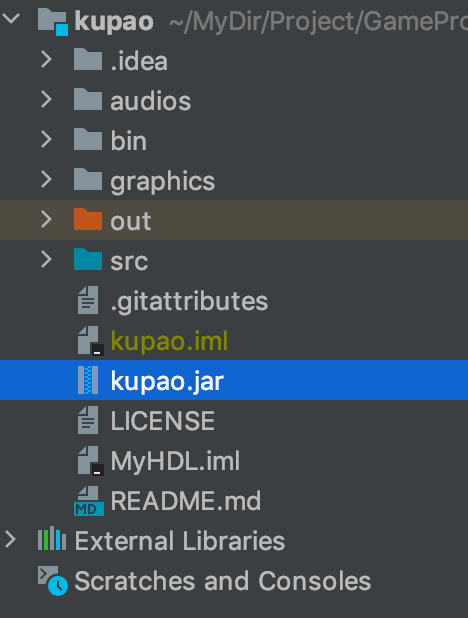 kupao ~/MyDir/Project/GamePro
.idea
audios
bin
graphics
out
src
.gitattributes
kupao.iml
kupao.jar
LICENSE
MyHDL.iml
MD README.md
External Libraries
Scratches and Consoles